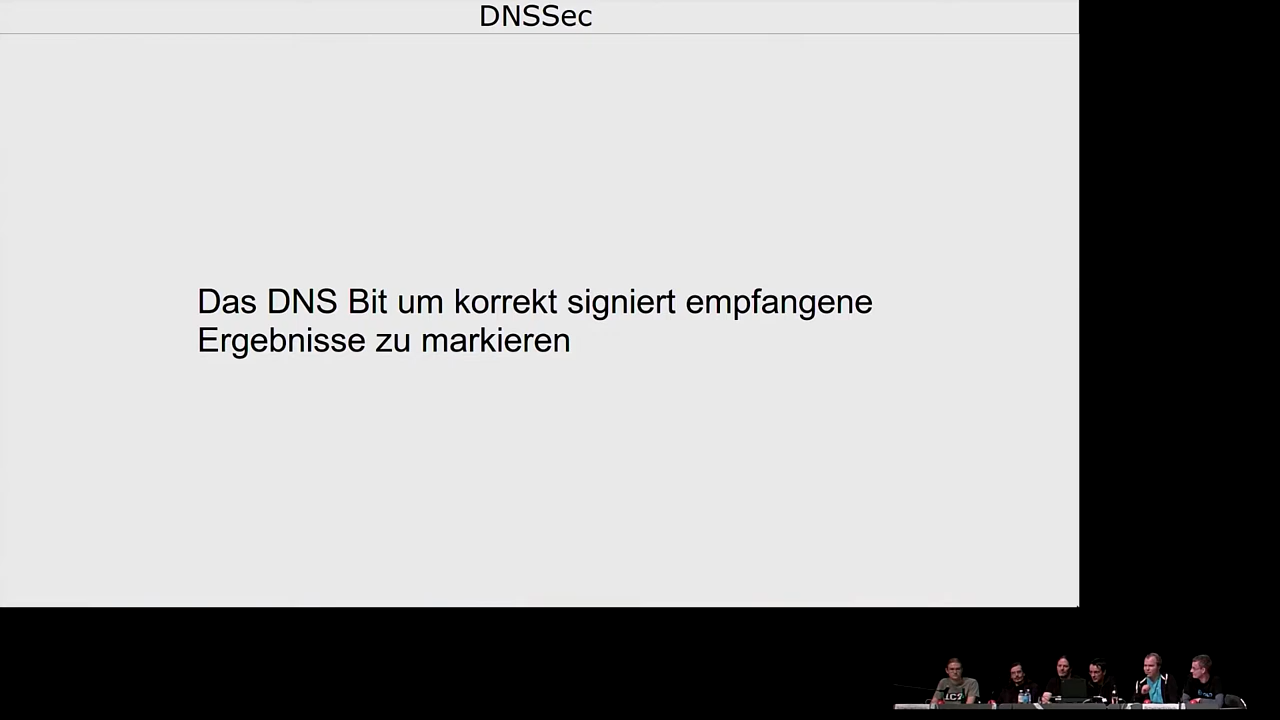 DNSSec
Das DNS Bit um korrekt signiert empfangene
Ergebnisse zu markieren